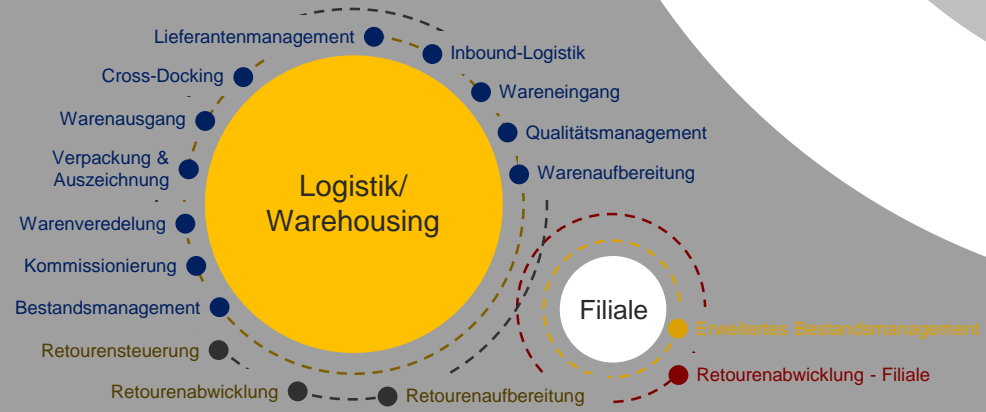 Lieferantenmanagement
Inbound-Logistik
Cross-Docking
Wareneingang
Warenausgang
Qualitätsmanagement
Verpackung &
Auszeichnung
Warenaufbereitung
Logistik/
Warehousing
Warenveredelung
Kommissionierung
Bestandsmanagement
Filiale
Erweitertes Bestandsmanagement
Retourensteuerung
Retourenabwicklung - Filiale
Retourenabwicklung
Retourenaufbereitung